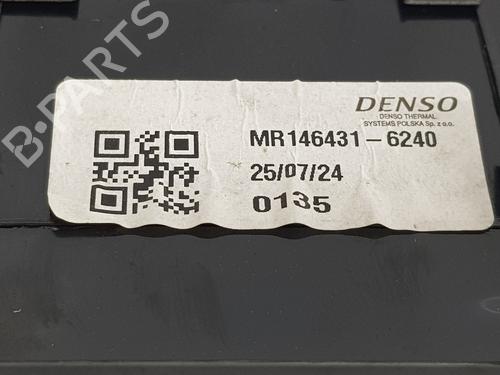 B-PARTS
DENSO
DENSO THERMAL
SYSTEMS POLSKA Sp. z o.o.
MR146431-6240
25/07/24
0135